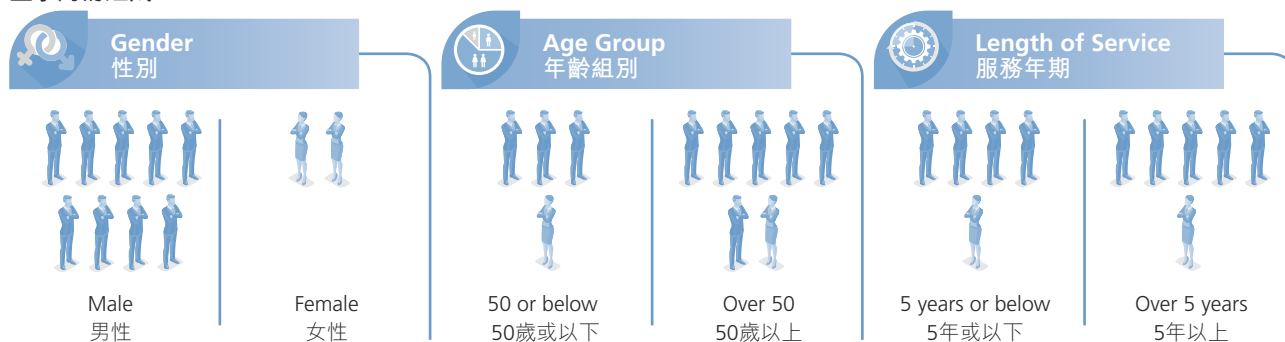 Gender
性別
Age Group
年齡組別
Length of Service
服務年期
Male
男性
Female
女性
50 or below
50歲或以下
Over 50
50歲以上
5 years or below
5年或以下
Over 5 years
5年以上